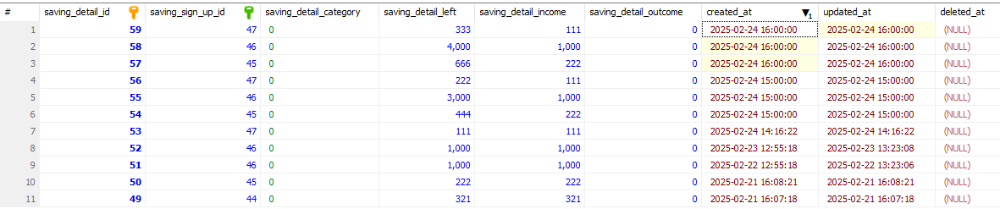 # saving_detail_id saving_sign_up_id saving_detail_category saving_detail_left saving_detail_income saving_detail_outcome created_at ▼1 updated_at deleted_at
1 59 47 0 333 111 0 2025-02-24 16:00:00 2025-02-24 16:00:00 (NULL)
2 58 46 0 4,000 1,000 0 2025-02-24 16:00:00 2025-02-24 16:00:00 (NULL)
3 57 45 0 666 222 0 2025-02-24 16:00:00 2025-02-24 16:00:00 (NULL)
4 56 47 0 222 111 0 2025-02-24 15:00:00 2025-02-24 15:00:00 (NULL)
5 55 46 0 3,000 1,000 0 2025-02-24 15:00:00 2025-02-24 15:00:00 (NULL)
6 54 45 0 444 222 0 2025-02-24 15:00:00 2025-02-24 15:00:00 (NULL)
7 53 47 0 111 111 0 2025-02-24 14:16:22 2025-02-24 14:16:22 (NULL)
8 52 46 0 1,000 1,000 0 2025-02-23 12:55:18 2025-02-23 13:23:08 (NULL)
9 51 46 0 1,000 1,000 0 2025-02-22 12:55:18 2025-02-22 13:23:06 (NULL)
10 50 45 0 222 222 0 2025-02-21 16:08:21 2025-02-21 16:08:21 (NULL)
11 49 44 0 321 321 0 2025-02-21 16:07:18 2025-02-21 16:07:18 (NULL)